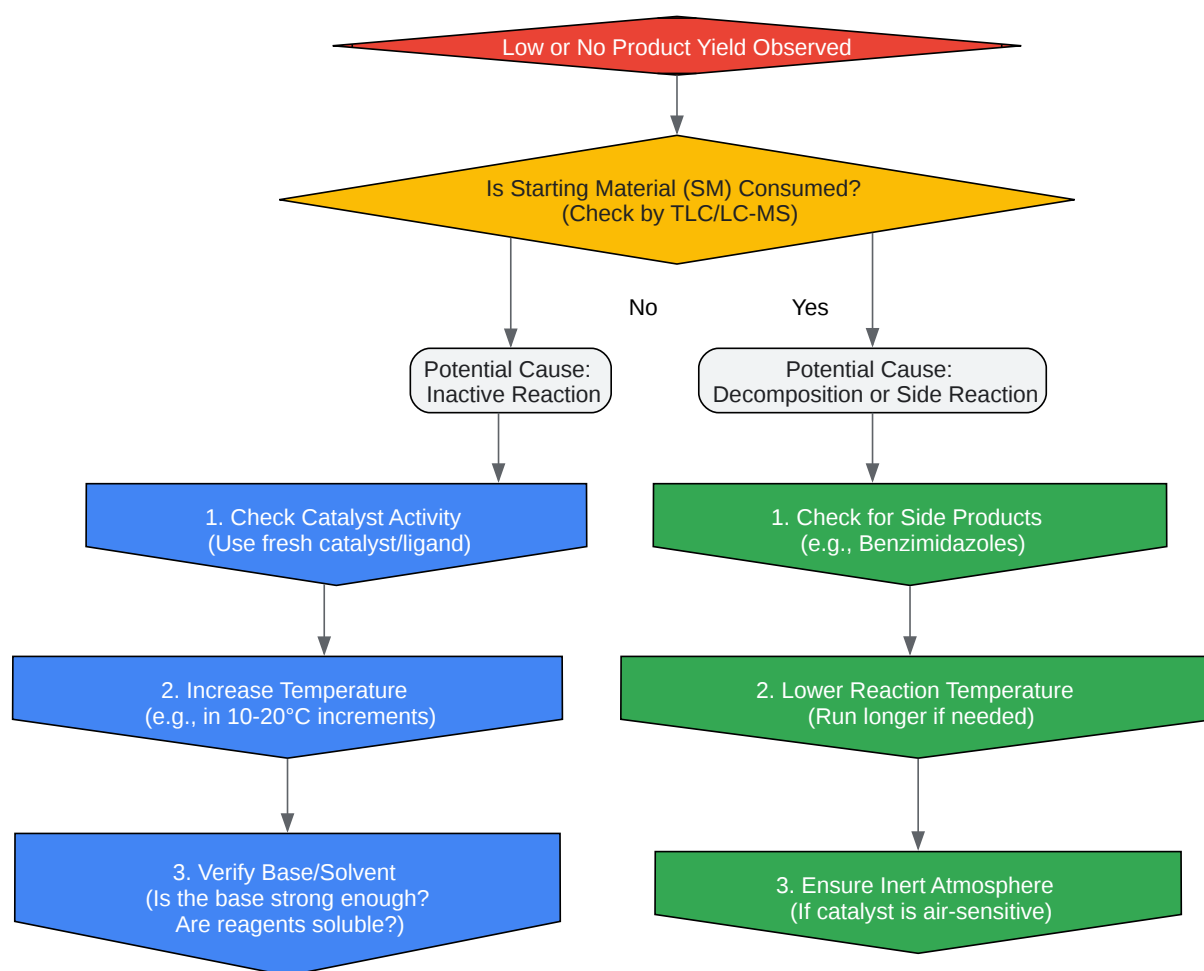 Low or No Product Yield Observed
Is Starting Material (SM) Consumed?
(Check by TLC/LC-MS)
No
Yes
Potential Cause:
Inactive Reaction
Potential Cause:
Decomposition or Side Reaction
1. Check Catalyst Activity
(Use fresh catalyst/ligand)
1. Check for Side Products
(e.g., Benzimidazoles)
2. Increase Temperature
(e.g., in 10-20°C increments)
2. Lower Reaction Temperature
(Run longer if needed)
3. Verify Base/Solvent
(Is the base strong enough?
Are reagents soluble?)
3. Ensure Inert Atmosphere
(If catalyst is air-sensitive)